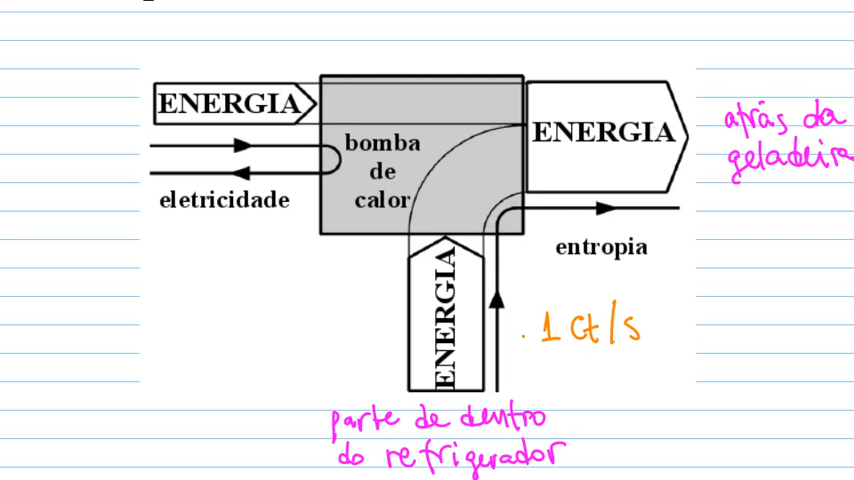 ENERGIA
bomba
de
calor
eletricidade
ENERGIA
atrás da
geladeira
entropia
ENERGIA
. 1 Ct/s
parte de dentro
do refrigerador